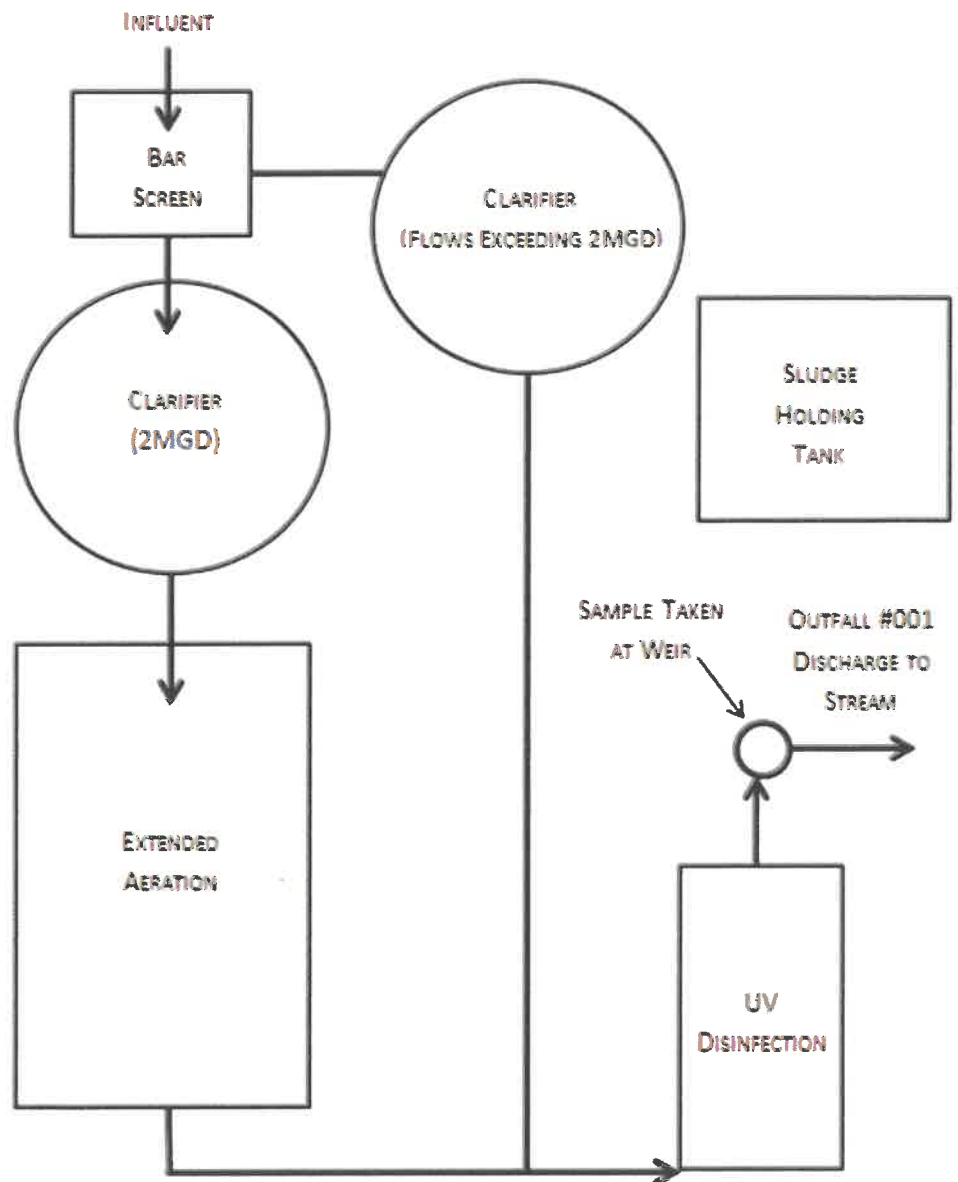 INFLUENT
BAR
SCREEN
CLARIFIER
(FLOWS EXCEEDING 2MGD)
CLARIFIER
(2MGD)
SLUDGE
HOLDING
TANK
SAMPLE TAKEN
AT WEIR
OUTFALL #001
DISCHARGE TO
STREAM
EXTENDED
AERATION
UV
DISINFECTION